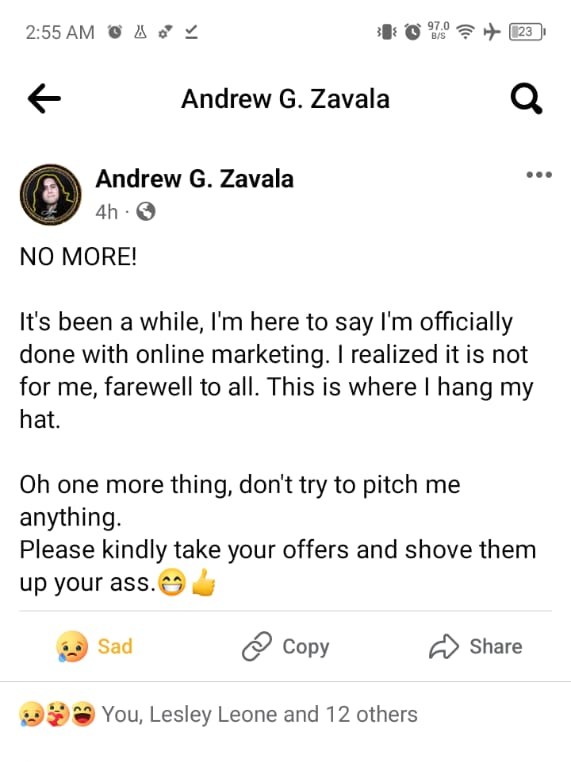 2:55 AM 97.0 B/S 23
Andrew G. Zavala
Andrew G. Zavala
4h ·
NO MORE!
It's been a while, I'm here to say I'm officially
done with online marketing. I realized it is not
for me, farewell to all. This is where I hang my
hat.
Oh one more thing, don't try to pitch me
anything.
Please kindly take your offers and shove them
up your ass.😁👍
Sad Copy Share
You, Lesley Leone and 12 others